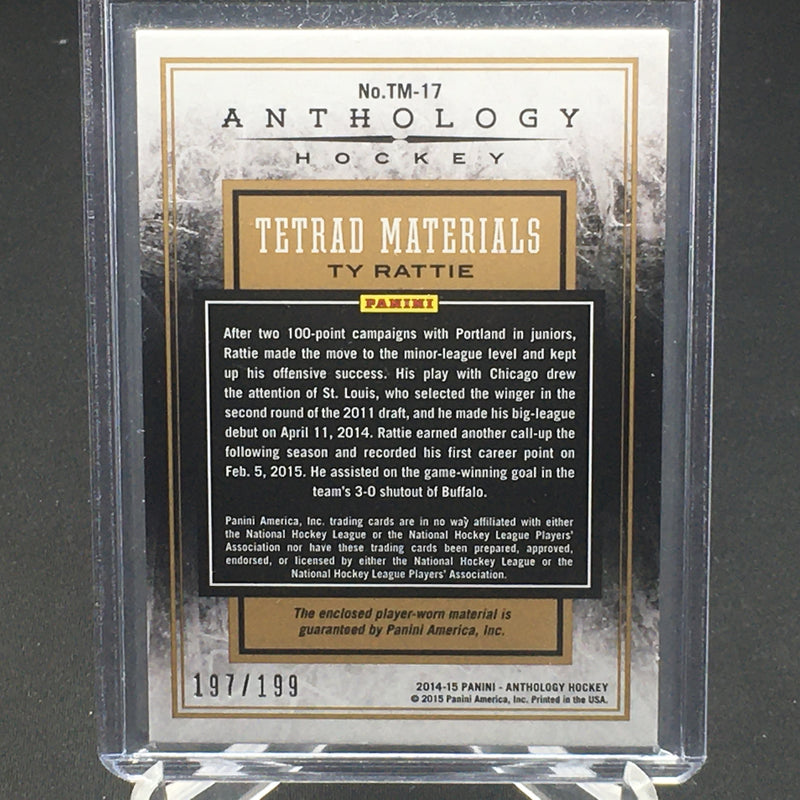 No.TM-17
ANTHOLOGY
HOCKEY
TETRAD MATERIALS
TY RATTIE
PANINI
After two 100-point campaigns with Portland in juniors,
Rattie made the move to the minor-league level and kept
up his offensive success. His play with Chicago drew
the attention of St. Louis, who selected the winger in the
second round of the 2011 draft, and he made his big-league
debut on April 11, 2014. Rattie earned another call-up the
following season and recorded his first career point on
Feb. 5, 2015. He assisted on the game-winning goal in the
team's 3-0 shutout of Buffalo.
Panini America, Inc. trading cards are in no way affiliated with either
the National Hockey League or the National Hockey League Players'
Association nor have these trading cards been prepared, approved,
endorsed, or licensed by either the National Hockey League or the
National Hockey League Players' Association.
The enclosed player-worn material is
guaranteed by Panini America, Inc.
197/199
2014-15 PANINI - ANTHOLOGY HOCKEY
© 2015 Panini America, Inc. Printed in the USA.